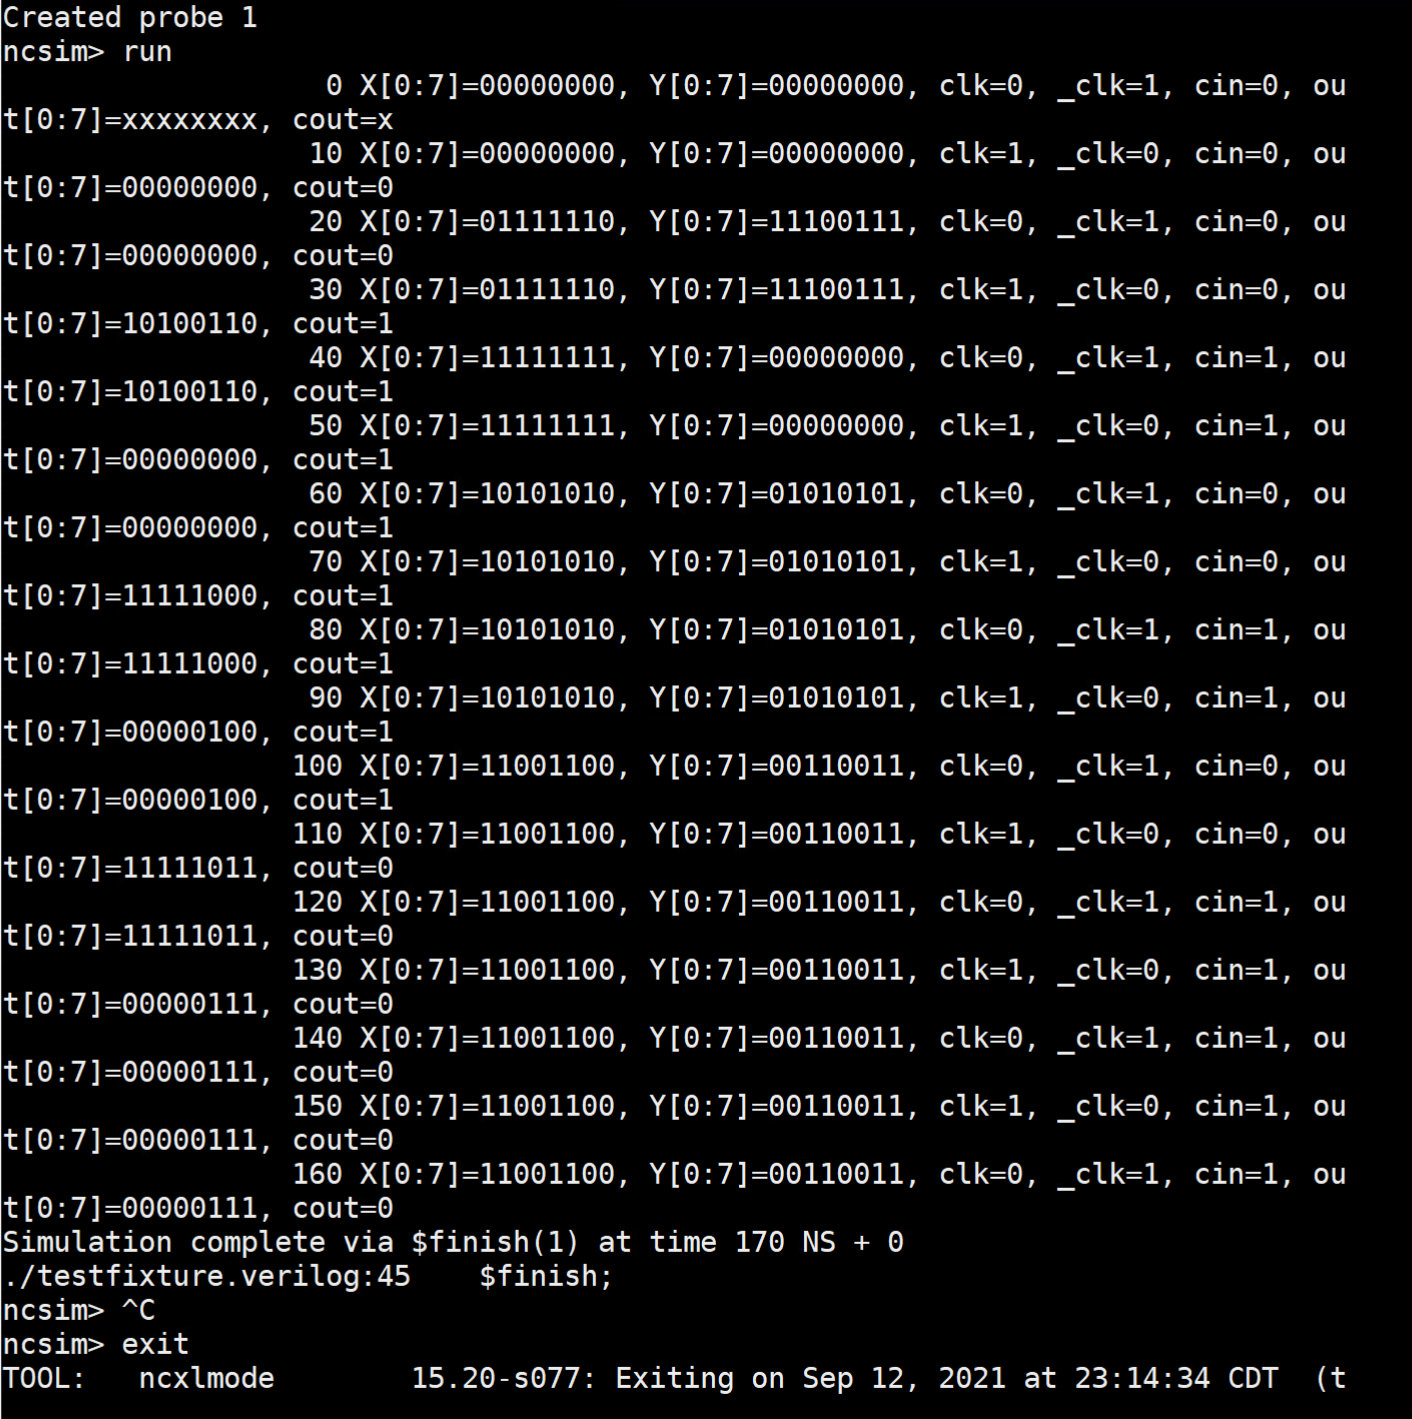 Created probe 1
ncsim> run
                   0 X[0:7]=00000000, Y[0:7]=00000000, clk=0, _clk=1, cin=0, ou
t[0:7]=xxxxxxxx, cout=x
                  10 X[0:7]=00000000, Y[0:7]=00000000, clk=1, _clk=0, cin=0, ou
t[0:7]=00000000, cout=0
                  20 X[0:7]=01111110, Y[0:7]=11100111, clk=0, _clk=1, cin=0, ou
t[0:7]=00000000, cout=0
                  30 X[0:7]=01111110, Y[0:7]=11100111, clk=1, _clk=0, cin=0, ou
t[0:7]=10100110, cout=1
                  40 X[0:7]=11111111, Y[0:7]=00000000, clk=0, _clk=1, cin=1, ou
t[0:7]=10100110, cout=1
                  50 X[0:7]=11111111, Y[0:7]=00000000, clk=1, _clk=0, cin=1, ou
t[0:7]=00000000, cout=1
                  60 X[0:7]=10101010, Y[0:7]=01010101, clk=0, _clk=1, cin=0, ou
t[0:7]=00000000, cout=1
                  70 X[0:7]=10101010, Y[0:7]=01010101, clk=1, _clk=0, cin=0, ou
t[0:7]=11111000, cout=1
                  80 X[0:7]=10101010, Y[0:7]=01010101, clk=0, _clk=1, cin=1, ou
t[0:7]=11111000, cout=1
                  90 X[0:7]=10101010, Y[0:7]=01010101, clk=1, _clk=0, cin=1, ou
t[0:7]=00000100, cout=1
                 100 X[0:7]=11001100, Y[0:7]=00110011, clk=0, _clk=1, cin=0, ou
t[0:7]=00000100, cout=1
                 110 X[0:7]=11001100, Y[0:7]=00110011, clk=1, _clk=0, cin=0, ou
t[0:7]=11111011, cout=0
                 120 X[0:7]=11001100, Y[0:7]=00110011, clk=0, _clk=1, cin=1, ou
t[0:7]=11111011, cout=0
                 130 X[0:7]=11001100, Y[0:7]=00110011, clk=1, _clk=0, cin=1, ou
t[0:7]=00000111, cout=0
                 140 X[0:7]=11001100, Y[0:7]=00110011, clk=0, _clk=1, cin=1, ou
t[0:7]=00000111, cout=0
                 150 X[0:7]=11001100, Y[0:7]=00110011, clk=1, _clk=0, cin=1, ou
t[0:7]=00000111, cout=0
                 160 X[0:7]=11001100, Y[0:7]=00110011, clk=0, _clk=1, cin=1, ou
t[0:7]=00000111, cout=0
Simulation complete via $finish(1) at time 170 NS + 0
./testfixture.verilog:45    $finish;
ncsim> ^C
ncsim> exit
TOOL:   ncxlmode        15.20-s077: Exiting on Sep 12, 2021 at 23:14:34 CDT  (t